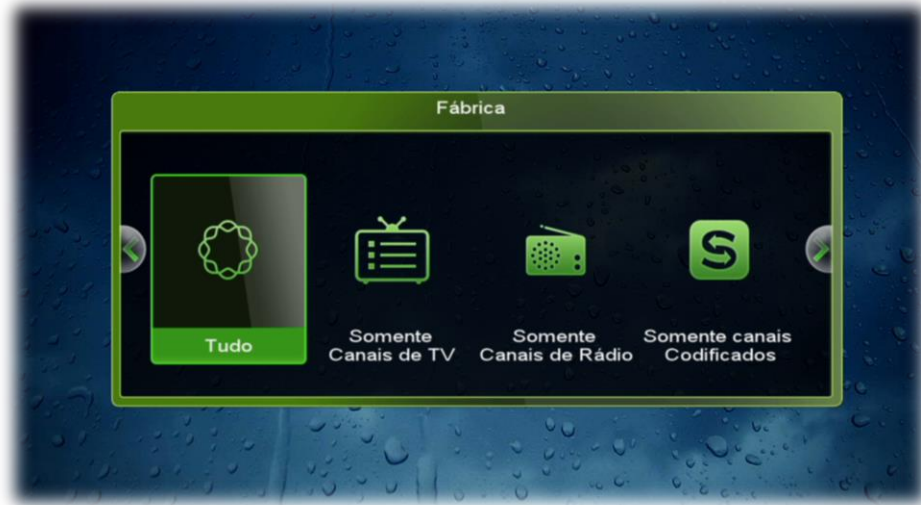 Fábrica
Tudo
Somente
Canais de TV
Somente
Canais de Rádio
Somente canais
Codificados